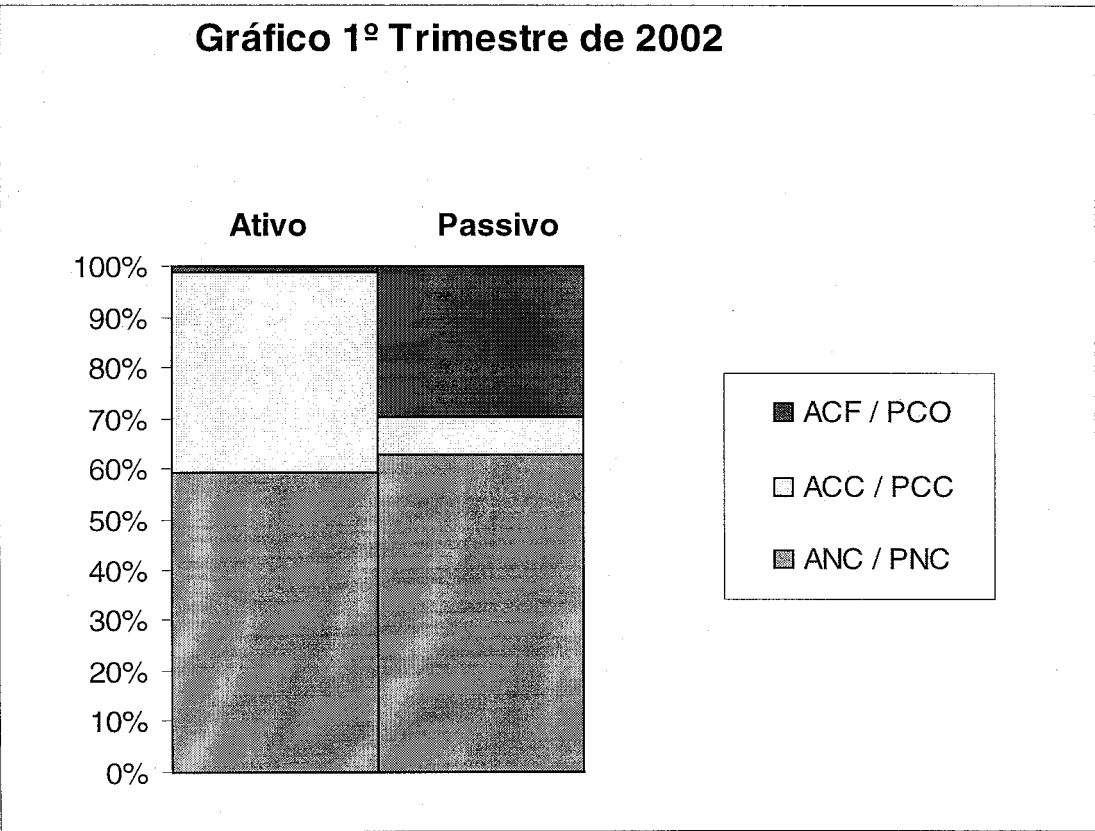 Gráfico 1º Trimestre de 2002
Ativo Passivo
100%
90%
80%
70%
60%
50%
40%
30%
20%
10%
0%
ACF / PCO
ACC / PCC
ANC / PNC